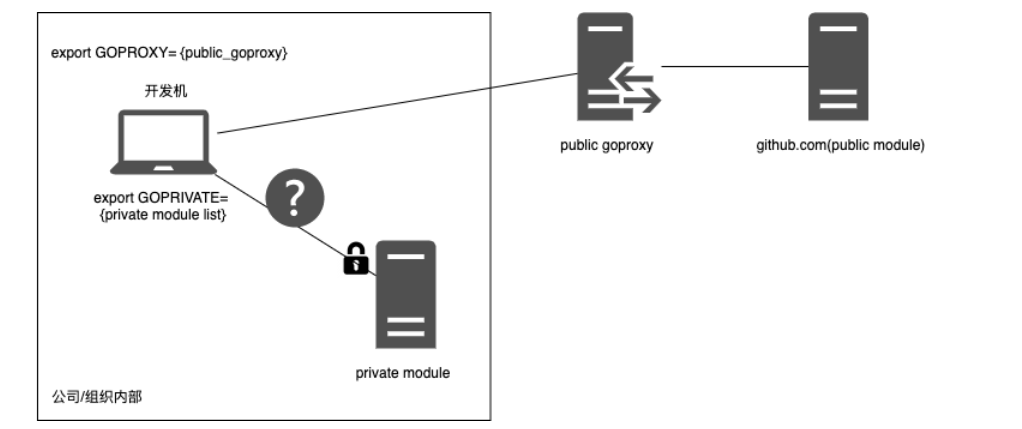 export GOPROXY= {public_goproxy}
开发机
export GOPRIVATE=
{private module list}
?
private module
公司/组织内部
public goproxy
github.com(public module)